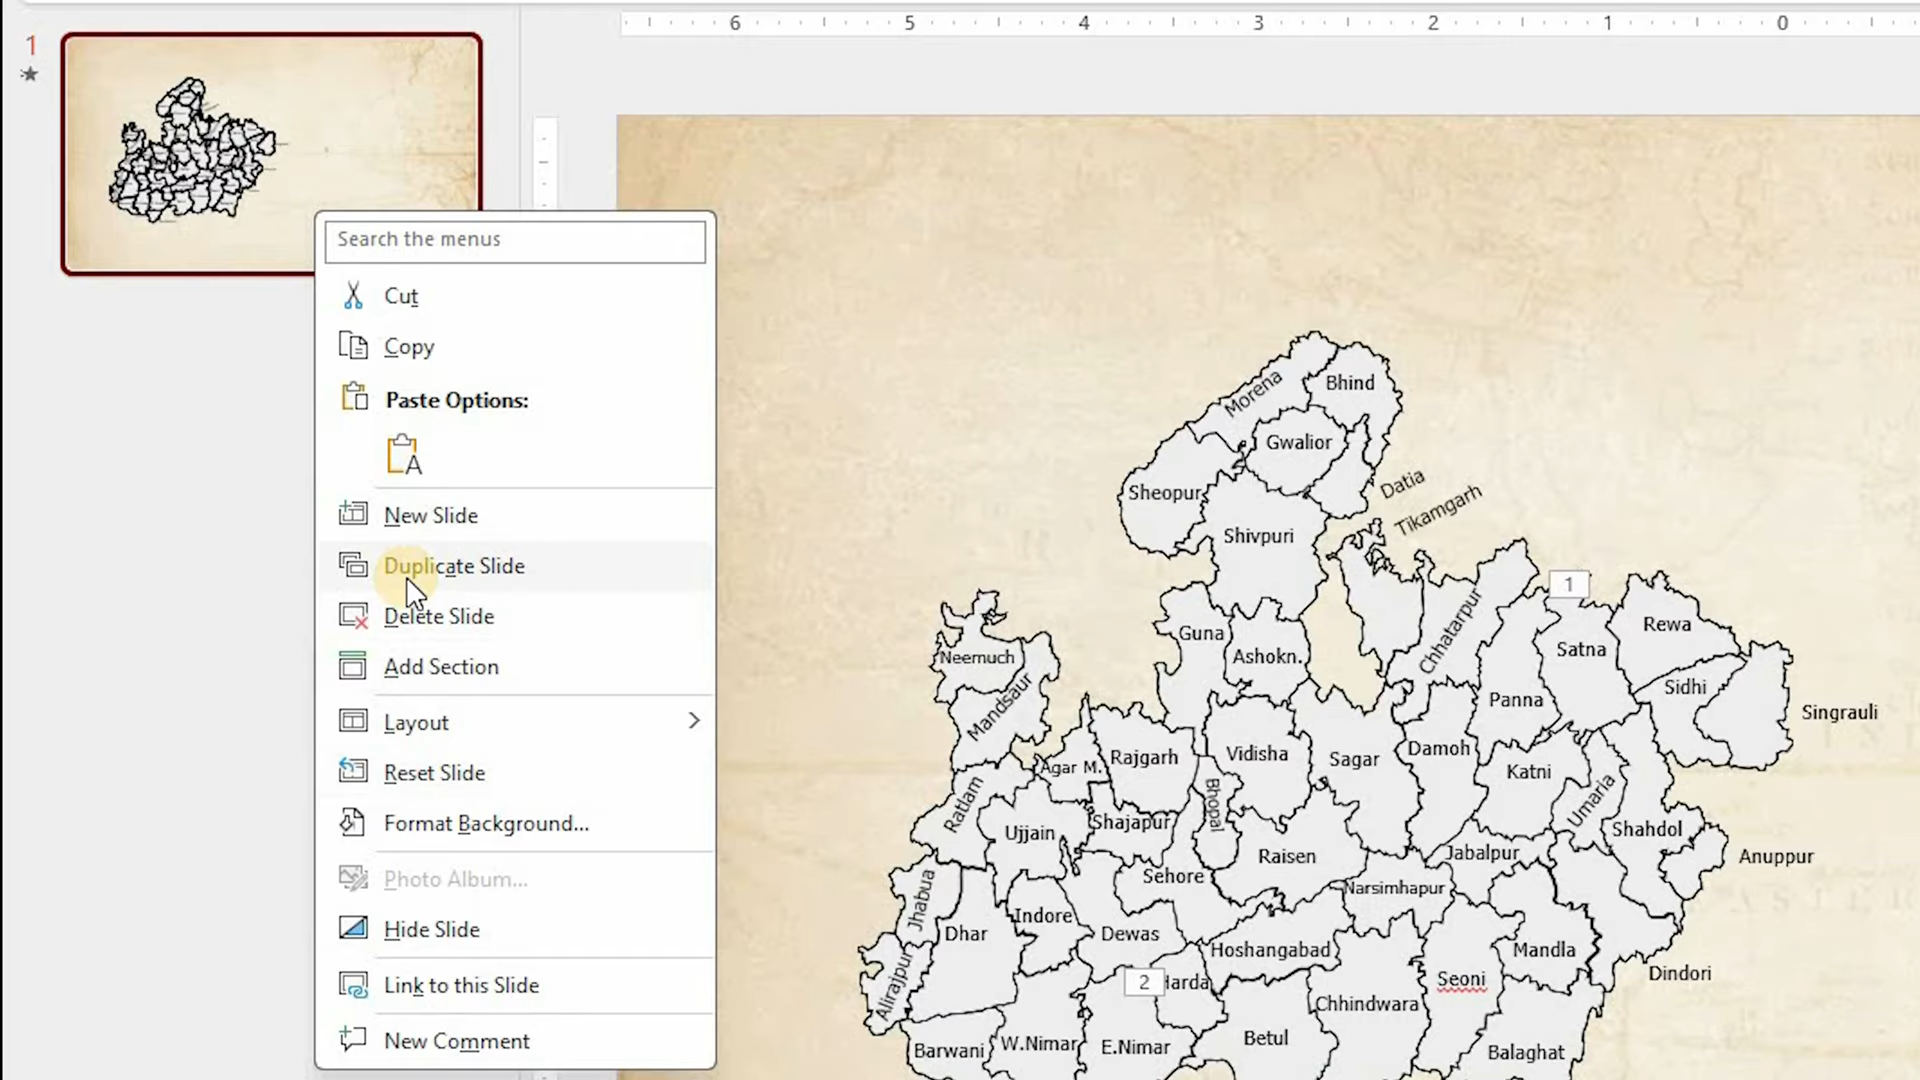 6 5 4 3 2 1 0
1
Search the menus
Cut
Copy
Paste Options:
New Slide
Duplicate Slide
Delete Slide
Add Section
Layout
Reset Slide
Format Background...
Photo Album...
Hide Slide
Link to this Slide
New Comment
Morena
Bhind
Gwalior
Sheopur
Datia
Tikamgarh
Shivpuri
1
Guna
Ashokn.
Chhatarpur
Satna
Rewa
Neemuch
Mandsaur
Panna
Sidhi
Singrauli
Agar M.
Rajgarh
Vidisha
Sagar
Damoh
Katni
Ratlam
Ujjain
Shajapur
Bhopal
Umaria
Shahdol
Raisen
Jabalpur
Anuppur
Sehore
Narsimhapur
Jhabua
Indore
Dhar
Dewas
Hoshangabad
Mandla
Alirajpur
2
Harda
Seoni
Dindori
Chhindwara
Barwani
W.Nimar
E.Nimar
Betul
Balaghat